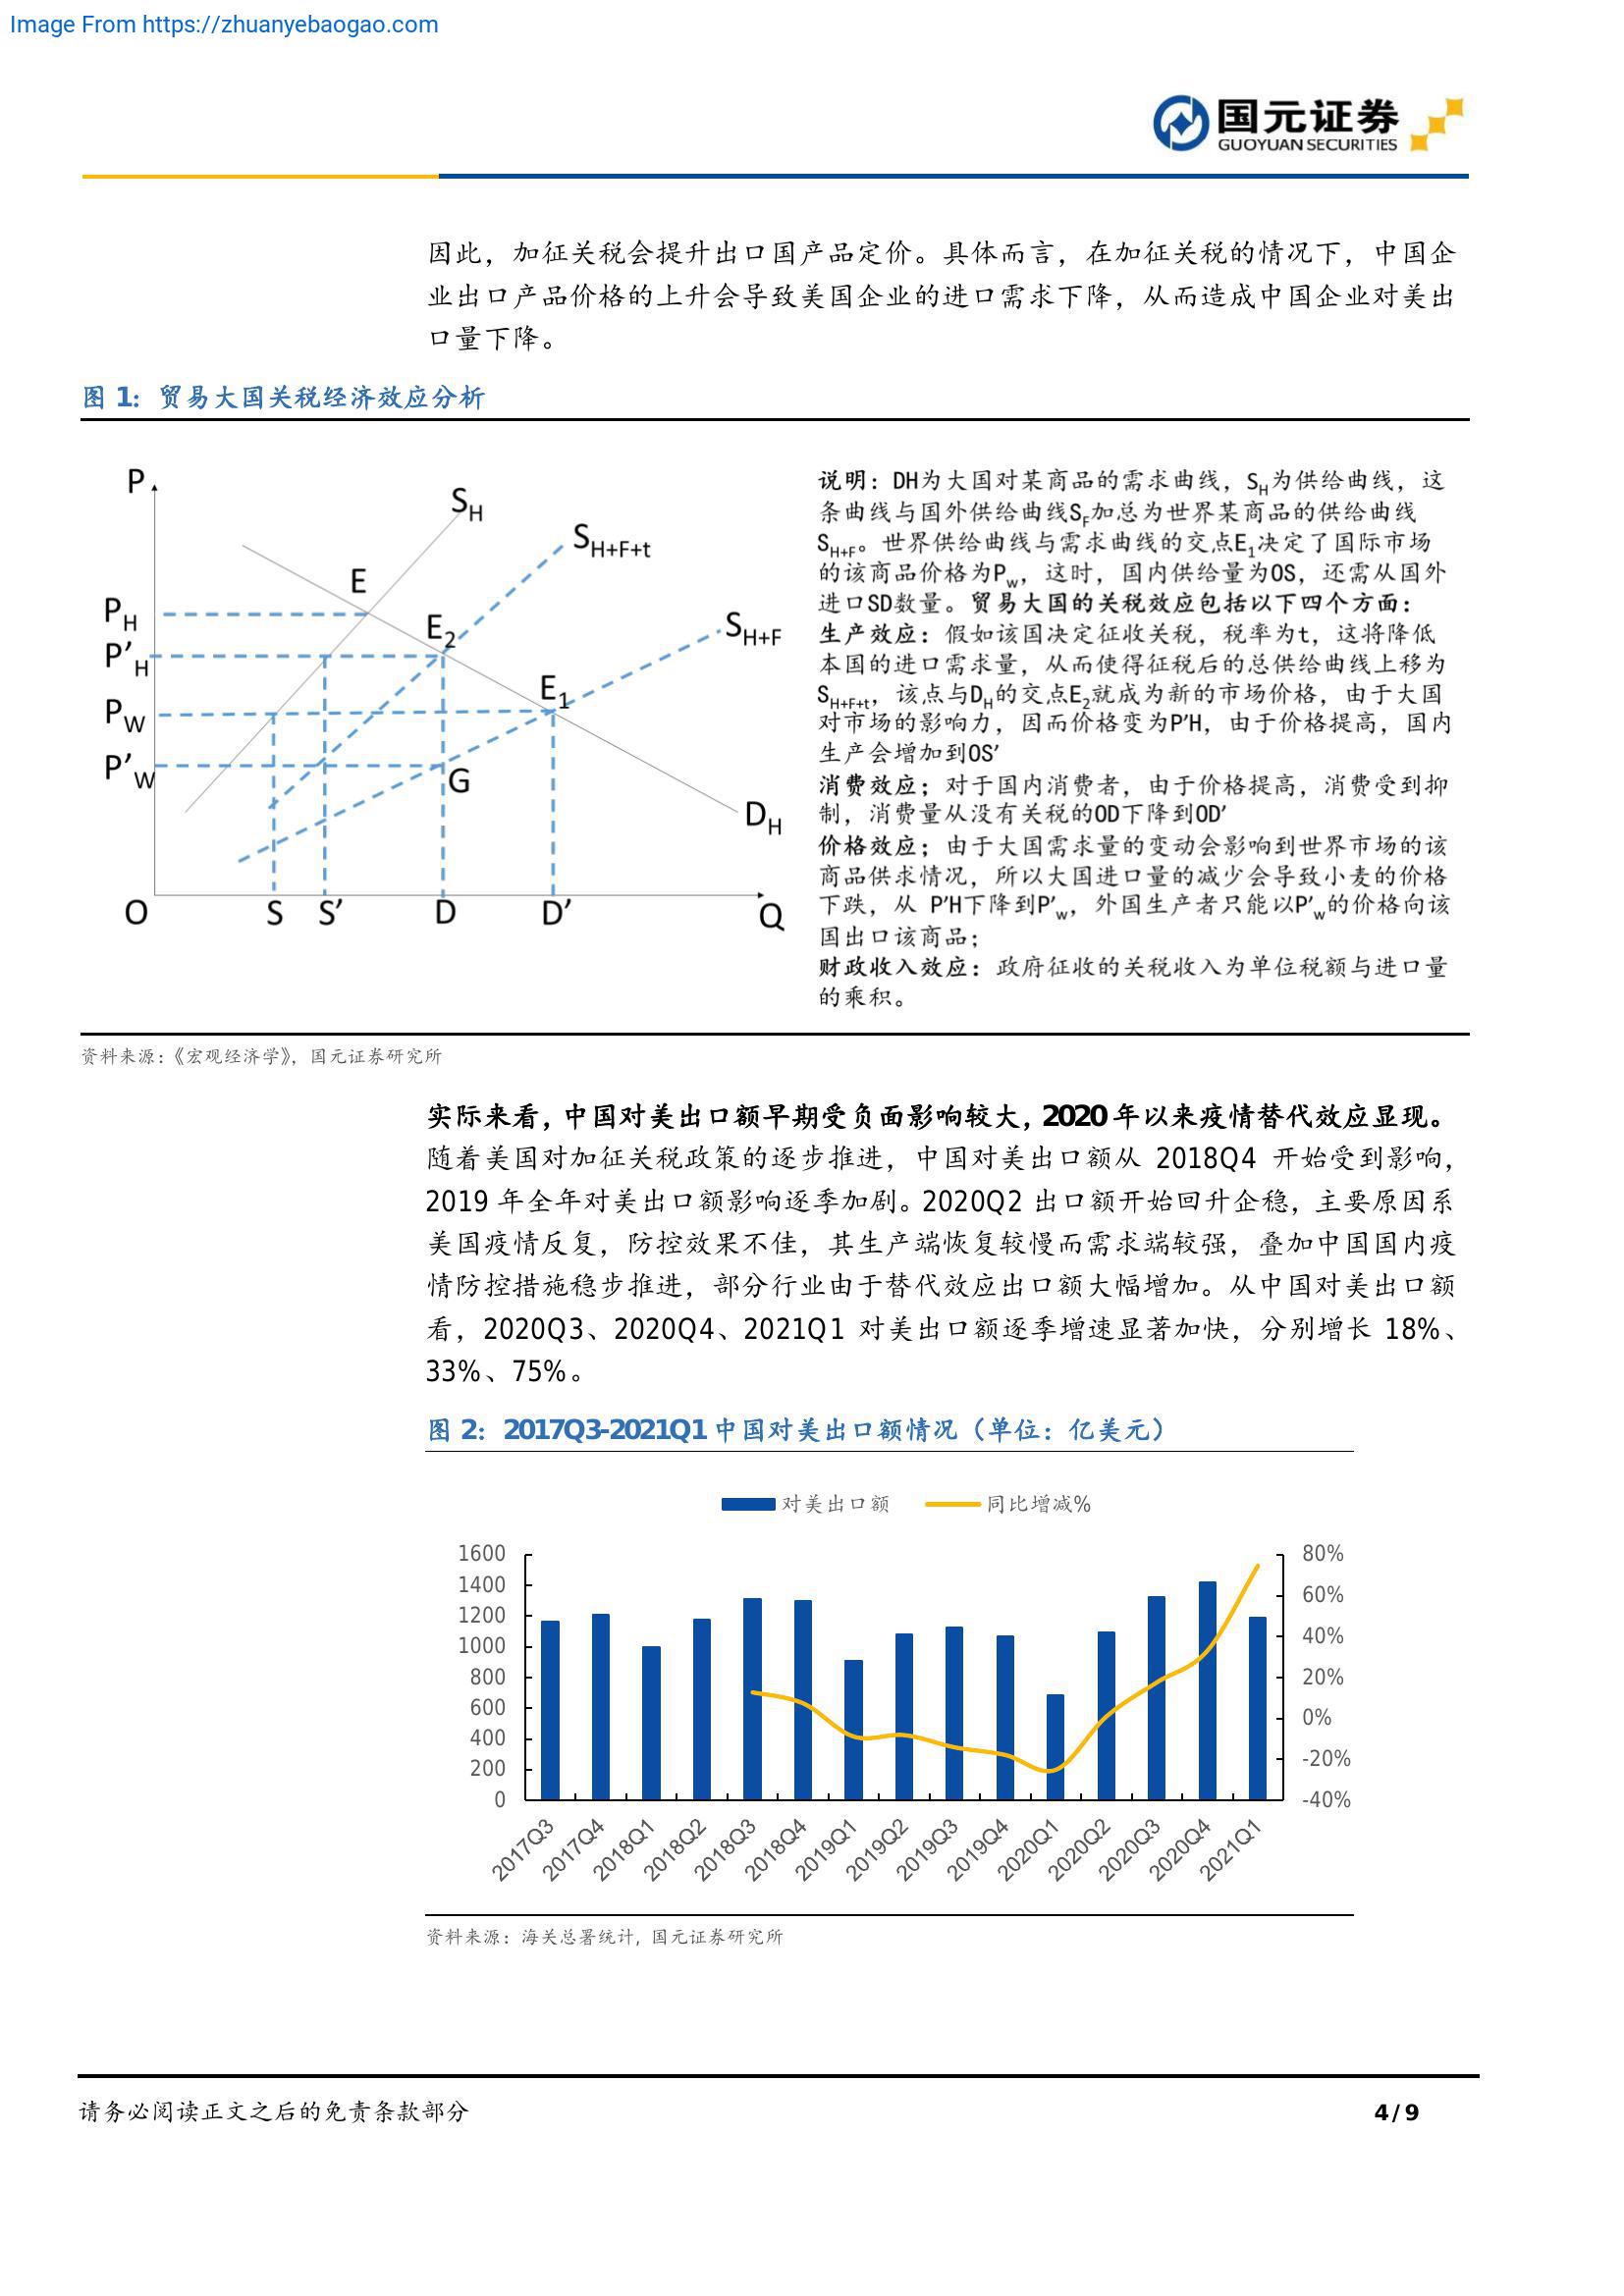 Image From https://zhuanyebaogao.com
国元证券
GUOYUAN SECURITIES
因此，加征关税会提升出口国产品定价。具体而言，在加征关税的情况下，中国企
业出口产品价格的上升会导致美国企业的进口需求下降，从而造成中国企业对美出
口量下降。
图 1：贸易大国关税经济效应分析
P
SH
SH+F+t
E
PH
E2
SH+F
P’H
E1
PW
P’W
G
DH
O
S
S’
D
D’
Q
说明：DH为大国对某商品的需求曲线，SH为供给曲线，这
条曲线与国外供给曲线SF加总为世界某商品的供给曲线
SH+F。世界供给曲线与需求曲线的交点E1决定了国际市场
的该商品价格为Pw，这时，国内供给量为OS，还需从国外
进口SD数量。贸易大国的关税效应包括以下四个方面：
生产效应：假如该国决定征收关税，税率为t，这将降低
本国的进口需求量，从而使得征税后的总供给曲线上移为
SH+F+t，该点与DH的交点E2就成为新的市场价格，由于大国
对市场的影响力，因而价格变为P’H，由于价格提高，国内
生产会增加到OS’
消费效应；对于国内消费者，由于价格提高，消费受到抑
制，消费量从没有关税的OD下降到OD’
价格效应；由于大国需求量的变动会影响到世界市场的该
商品供求情况，所以大国进口量的减少会导致小麦的价格
下跌，从 P’H下降到P’w，外国生产者只能以P’w的价格向该
国出口该商品；
财政收入效应：政府征收的关税收入为单位税额与进口量
的乘积。
资料来源：《宏观经济学》，国元证券研究所
实际来看，中国对美出口额早期受负面影响较大，2020 年以来疫情替代效应显现。
随着美国对加征关税政策的逐步推进，中国对美出口额从 2018Q4 开始受到影响，
2019 年全年对美出口额影响逐季加剧。2020Q2 出口额开始回升企稳，主要原因系
美国疫情反复，防控效果不佳，其生产端恢复较慢而需求端较强，叠加中国国内疫
情防控措施稳步推进，部分行业由于替代效应出口额大幅增加。从中国对美出口额
看，2020Q3、2020Q4、2021Q1 对美出口额逐季增速显著加快，分别增长 18%、
33%、75%。
图 2：2017Q3-2021Q1 中国对美出口额情况（单位：亿美元）
对美出口额
同比增减%
1600
1400
1200
1000
800
600
400
200
0
80%
60%
40%
20%
0%
-20%
-40%
2017Q3
2017Q4
2018Q1
2018Q2
2018Q3
2018Q4
2019Q1
2019Q2
2019Q3
2019Q4
2020Q1
2020Q2
2020Q3
2020Q4
2021Q1
资料来源：海关总署统计，国元证券研究所
请务必阅读正文之后的免责条款部分
4 / 9